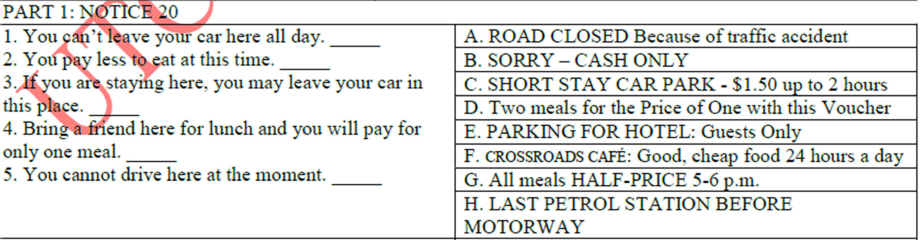 PART 1: NOTICE 20
1. You can't leave your car here all day. _____
2. You pay less to eat at this time. _____
3. If you are staying here, you may leave your car in
this place. _____
4. Bring a friend here for lunch and you will pay for
only one meal. _____
5. You cannot drive here at the moment. _____
A. ROAD CLOSED Because of traffic accident
B. SORRY – CASH ONLY
C. SHORT STAY CAR PARK - $1.50 up to 2 hours
D. Two meals for the Price of One with this Voucher
E. PARKING FOR HOTEL: Guests Only
F. CROSSROADS CAFÉ: Good, cheap food 24 hours a day
G. All meals HALF-PRICE 5-6 p.m.
H. LAST PETROL STATION BEFORE
MOTORWAY